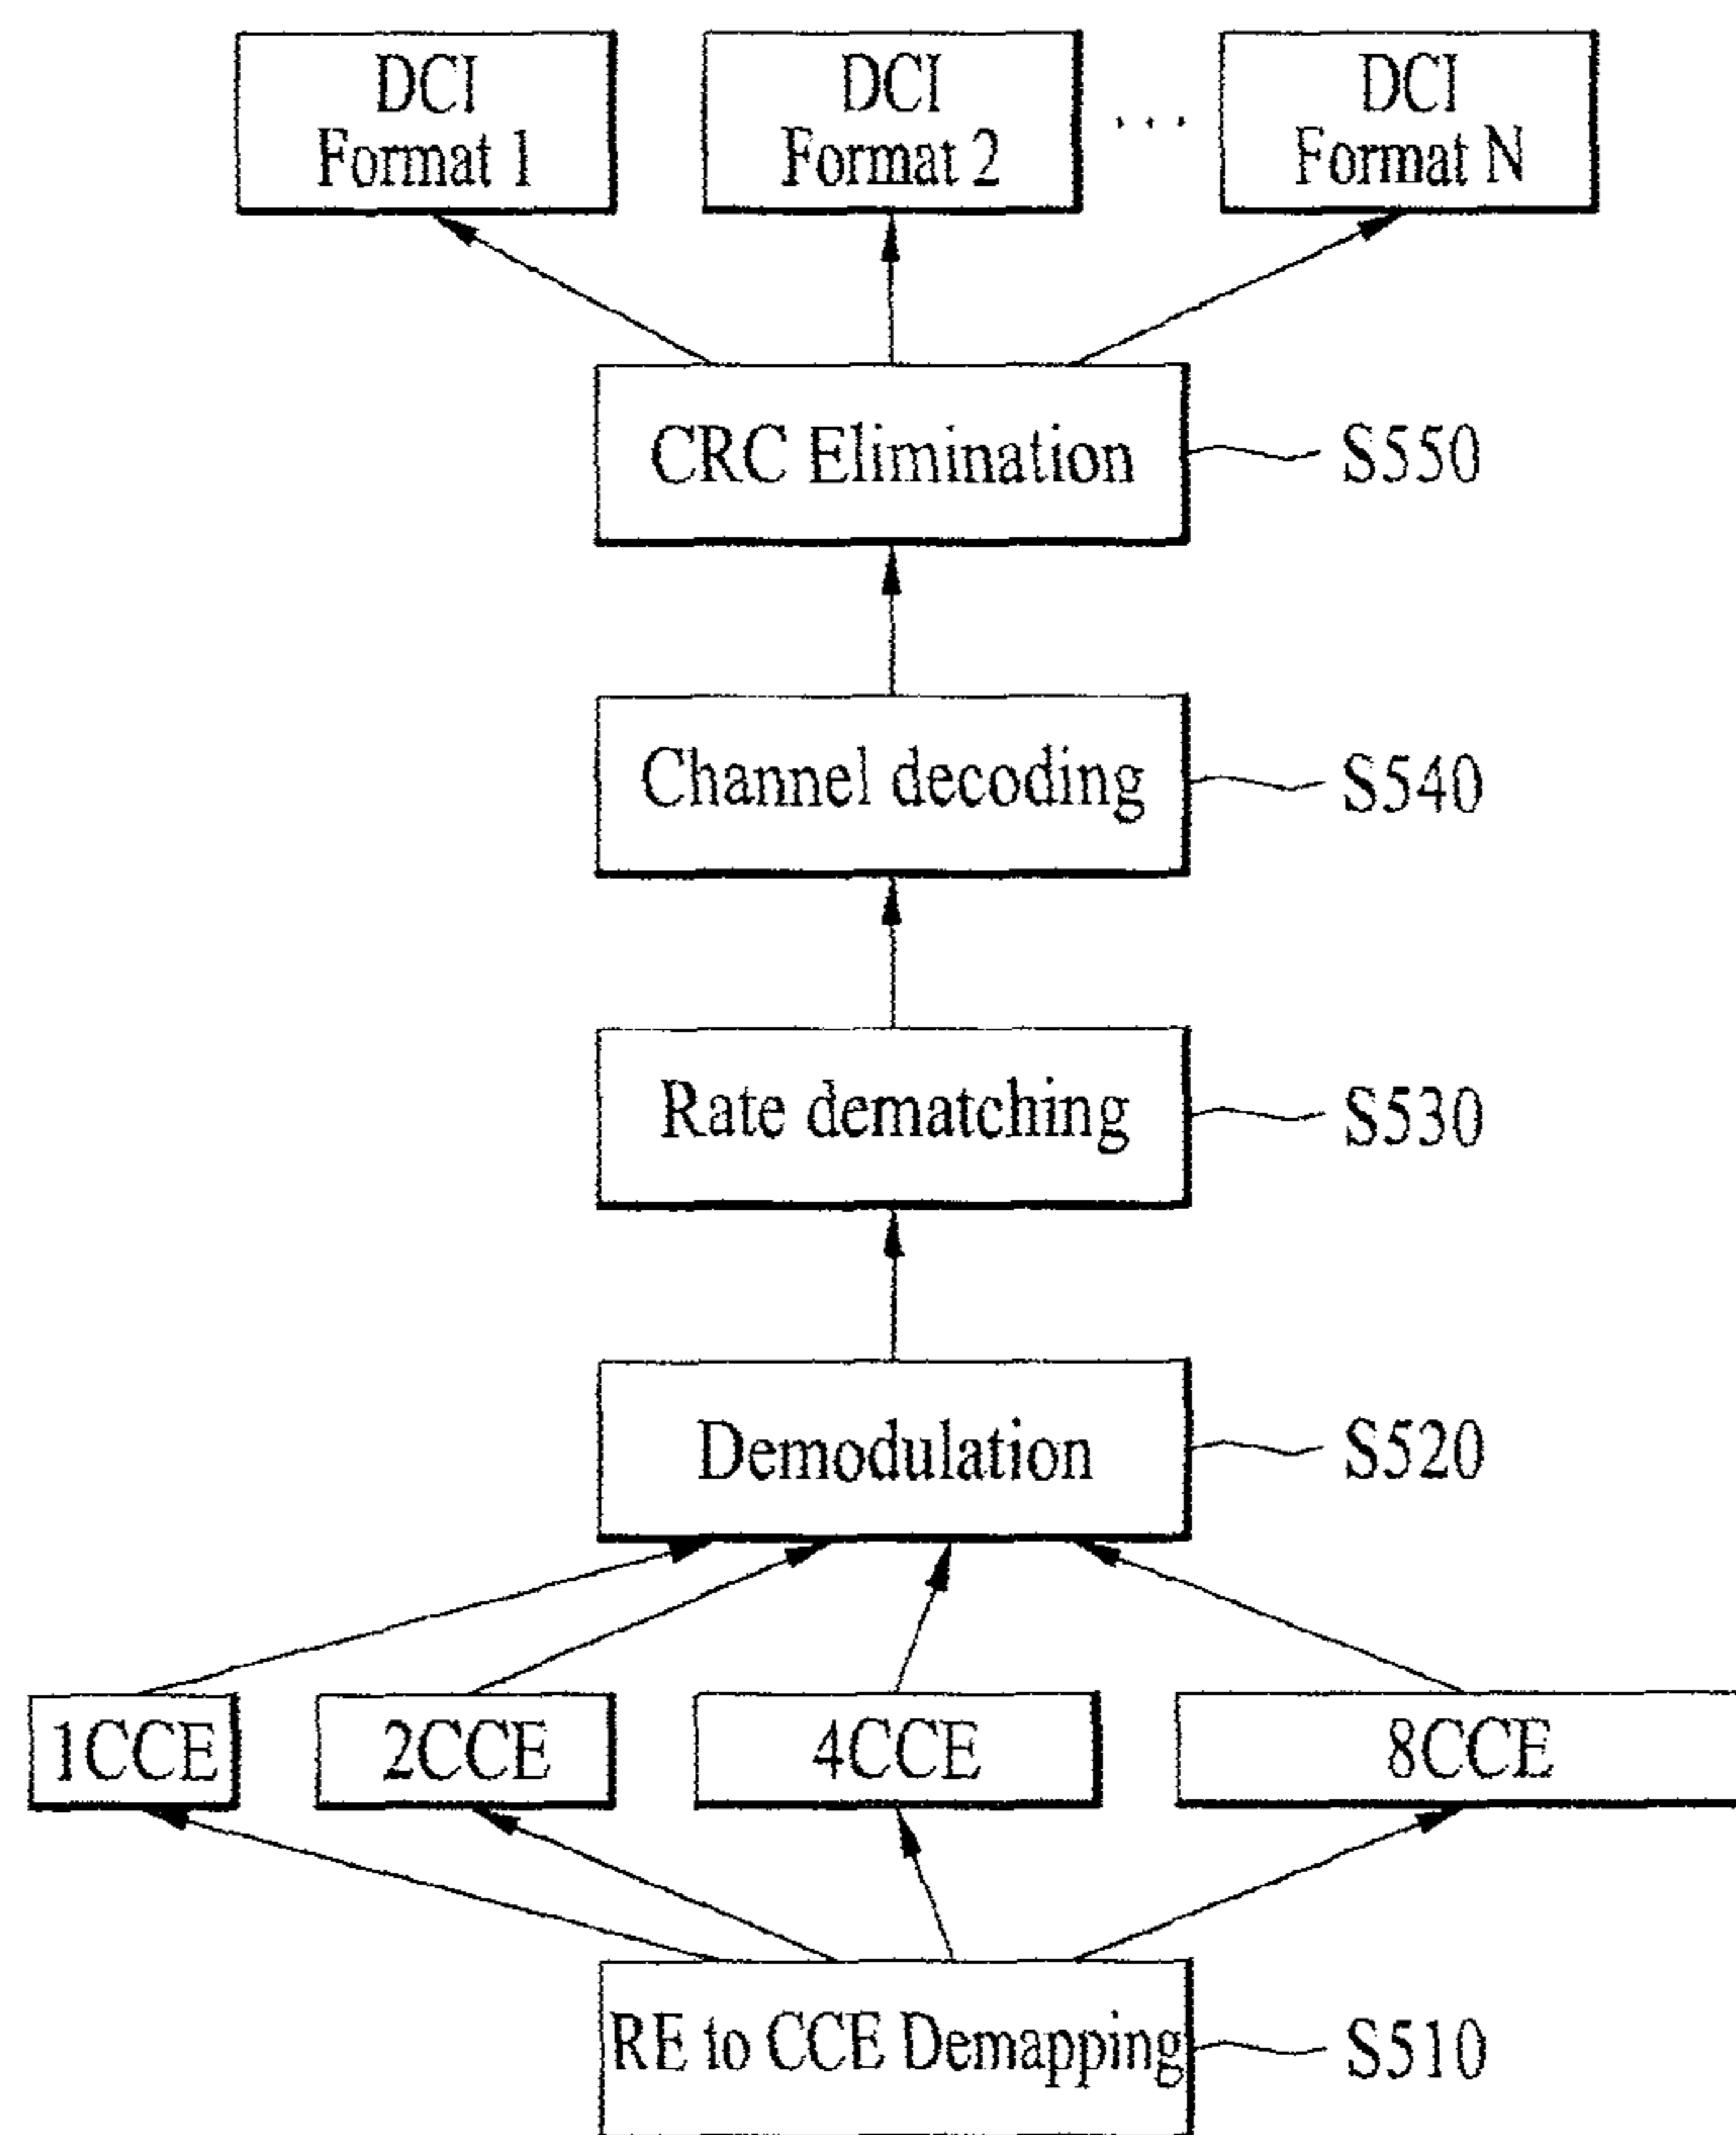 DCI
Format 1
DCI
Format 2
...
DCI
Format N
CRC Elimination
S550
Channel decoding
S540
Rate dematching
S530
Demodulation
S520
1CCE
2CCE
4CCE
8CCE
RE to CCE Demapping
S510